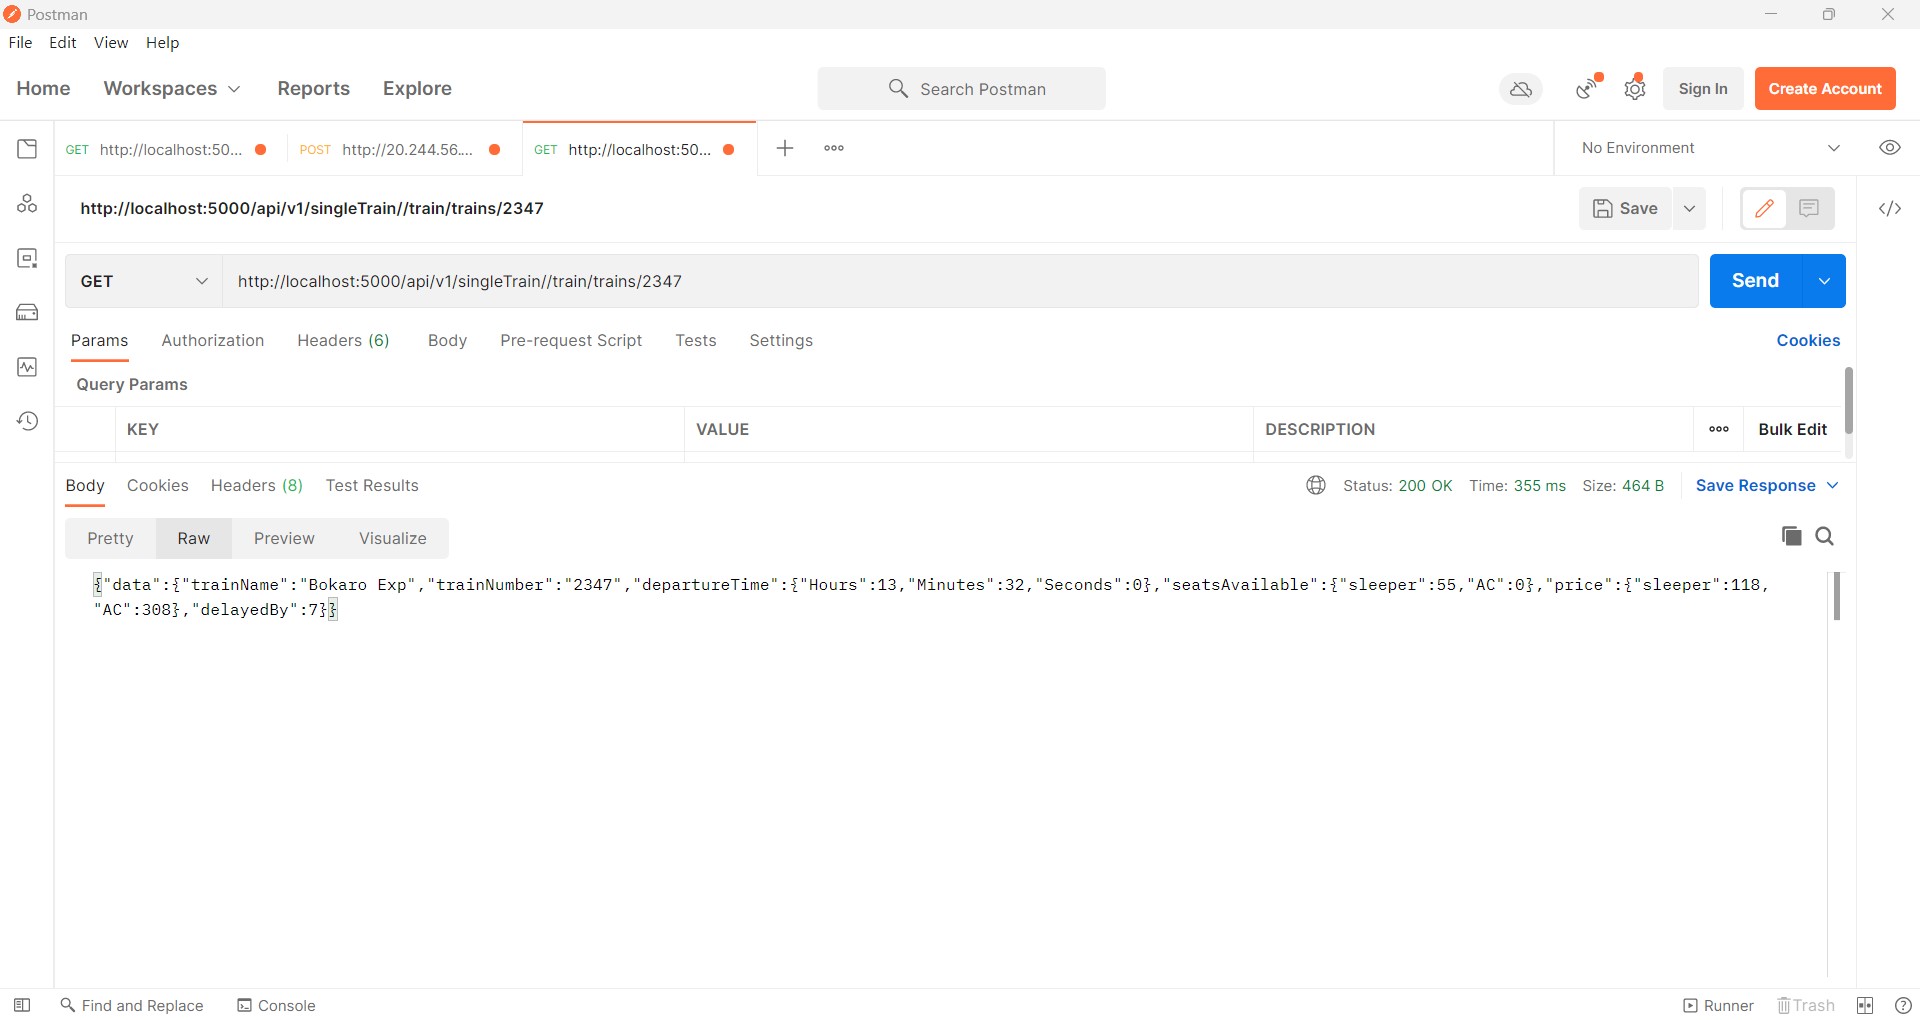 Postman
File Edit View Help
Home Workspaces Reports Explore Search Postman Sign In Create Account
GET http://localhost:50... POST http://20.244.56.... GET http://localhost:50... No Environment
http://localhost:5000/api/v1/singleTrain//train/trains/2347 Save
GET http://localhost:5000/api/v1/singleTrain//train/trains/2347 Send
Params Authorization Headers (6) Body Pre-request Script Tests Settings Cookies
Query Params
KEY VALUE DESCRIPTION Bulk Edit
Body Cookies Headers (8) Test Results Status: 200 OK Time: 355 ms Size: 464 B Save Response
Pretty Raw Preview Visualize
{"data":{"trainName":"Bokaro Exp","trainNumber":"2347","departureTime":{"Hours":13,"Minutes":32,"Seconds":0},"seatsAvailable":{"sleeper":55,"AC":0},"price":{"sleeper":118,
"AC":308},"delayedBy":7}}
Find and Replace Console Runner Trash